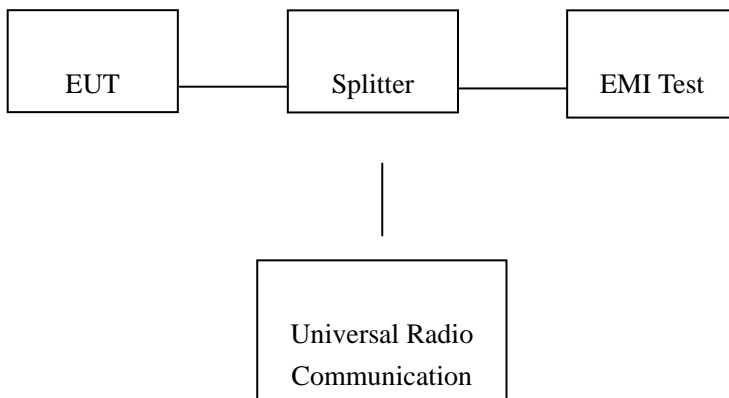 EUT
Splitter
EMI Test
Universal Radio
Communication